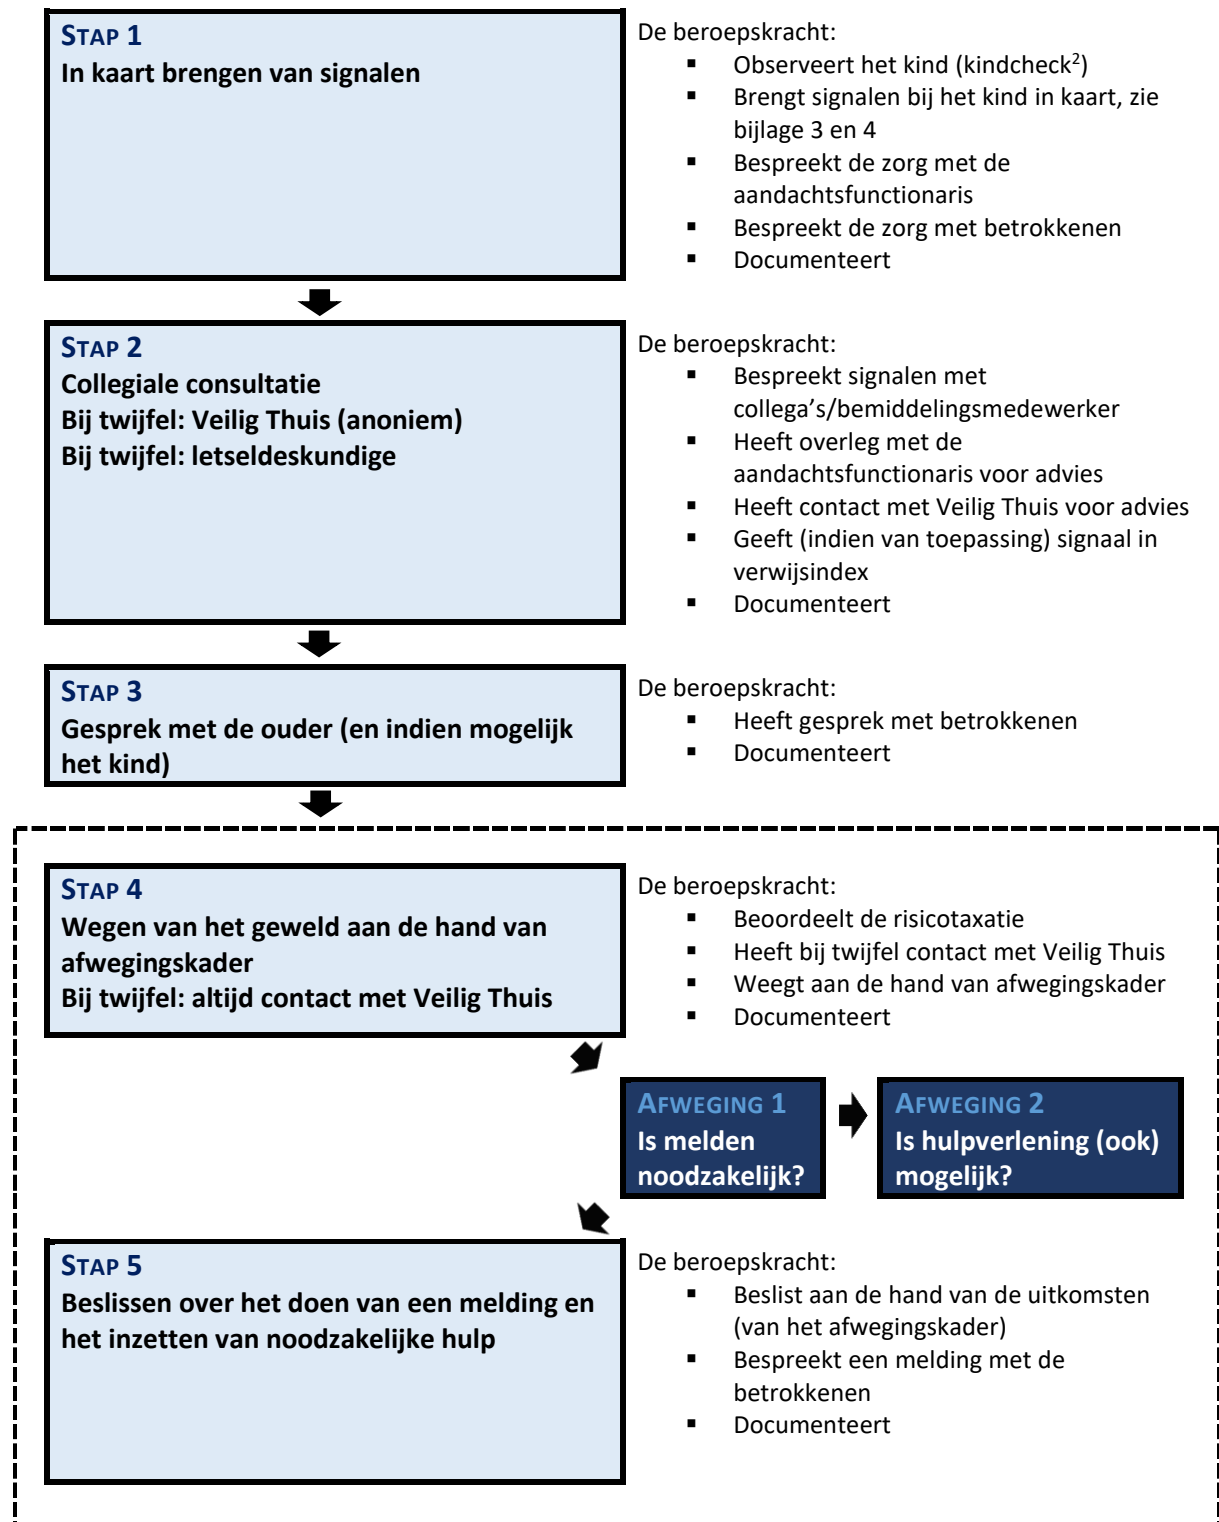 STAP 1
In kaart brengen van signalen
De beroepskracht:
▪ Observeert het kind (kindcheck²)
▪ Brengt signalen bij het kind in kaart, zie
bijlage 3 en 4
▪ Bespreekt de zorg met de
aandachtsfunctionaris
▪ Bespreekt de zorg met betrokkenen
▪ Documenteert
STAP 2
Collegiale consultatie
Bij twijfel: Veilig Thuis (anoniem)
Bij twijfel: letseldeskundige
De beroepskracht:
▪ Bespreekt signalen met
collega’s/bemiddelingsmedewerker
▪ Heeft overleg met de
aandachtsfunctionaris voor advies
▪ Heeft contact met Veilig Thuis voor advies
▪ Geeft (indien van toepassing) signaal in
verwijsindex
▪ Documenteert
STAP 3
Gesprek met de ouder (en indien mogelijk
het kind)
De beroepskracht:
▪ Heeft gesprek met betrokkenen
▪ Documenteert
STAP 4
Wegen van het geweld aan de hand van
afwegingskader
Bij twijfel: altijd contact met Veilig Thuis
De beroepskracht:
▪ Beoordeelt de risicotaxatie
▪ Heeft bij twijfel contact met Veilig Thuis
▪ Weegt aan de hand van afwegingskader
▪ Documenteert
AFWEGING 1
Is melden
noodzakelijk?
AFWEGING 2
Is hulpverlening (ook)
mogelijk?
STAP 5
Beslissen over het doen van een melding en
het inzetten van noodzakelijke hulp
De beroepskracht:
▪ Beslist aan de hand van de uitkomsten
(van het afwegingskader)
▪ Bespreekt een melding met de
betrokkenen
▪ Documenteert